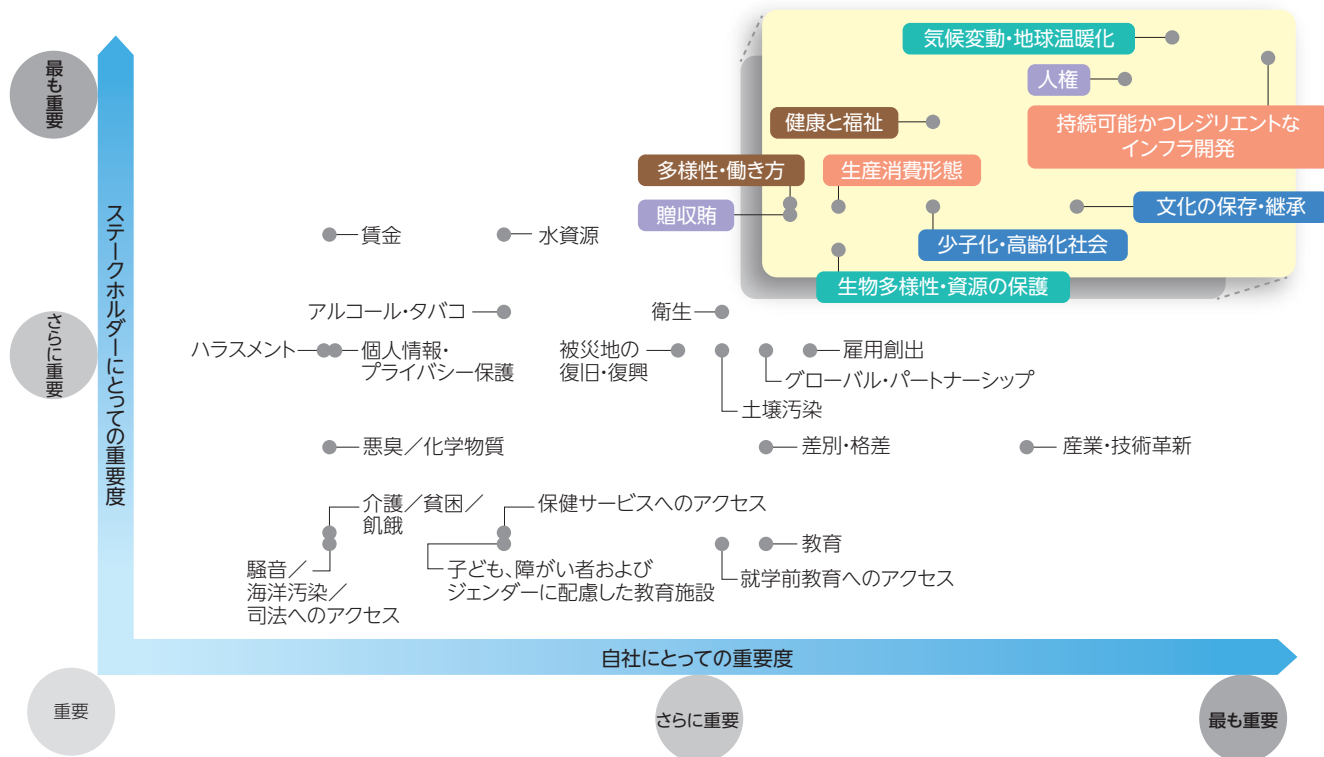 最も重要
ステークホルダーにとっての重要度
さらに重要
重要
気候変動・地球温暖化
人権
持続可能かつレジリエントな
インフラ開発
健康と福祉
多様性・働き方
生産消費形態
贈収賄
文化の保存・継承
少子化・高齢化社会
生物多様性・資源の保護
賃金
水資源
アルコール・タバコ
衛生
ハラスメント
個人情報・
プライバシー保護
被災地の
復旧・復興
雇用創出
グローバル・パートナーシップ
土壌汚染
悪臭／化学物質
差別・格差
産業・技術革新
介護／貧困／
飢餓
保健サービスへのアクセス
騒音／
海洋汚染／
司法へのアクセス
子ども、障がい者および
ジェンダーに配慮した教育施設
教育
就学前教育へのアクセス
自社にとっての重要度
さらに重要
最も重要